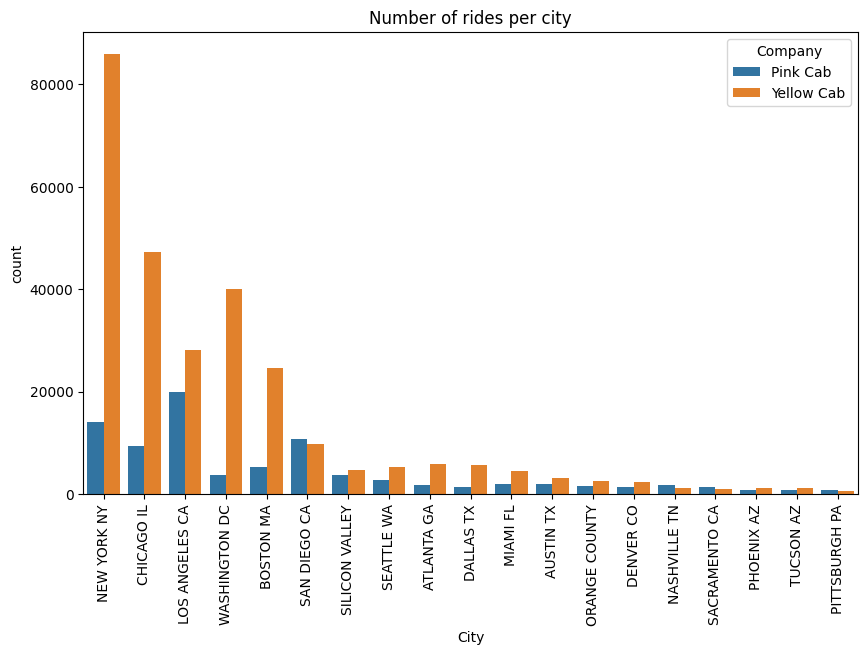 Number of rides per city
Company
Pink Cab
Yellow Cab
80000
60000
40000
20000
0
count
NEW YORK NY
CHICAGO IL
LOS ANGELES CA
WASHINGTON DC
BOSTON MA
SAN DIEGO CA
SILICON VALLEY
SEATTLE WA
ATLANTA GA
DALLAS TX
MIAMI FL
AUSTIN TX
ORANGE COUNTY
DENVER CO
NASHVILLE TN
SACRAMENTO CA
PHOENIX AZ
TUCSON AZ
PITTSBURGH PA
City